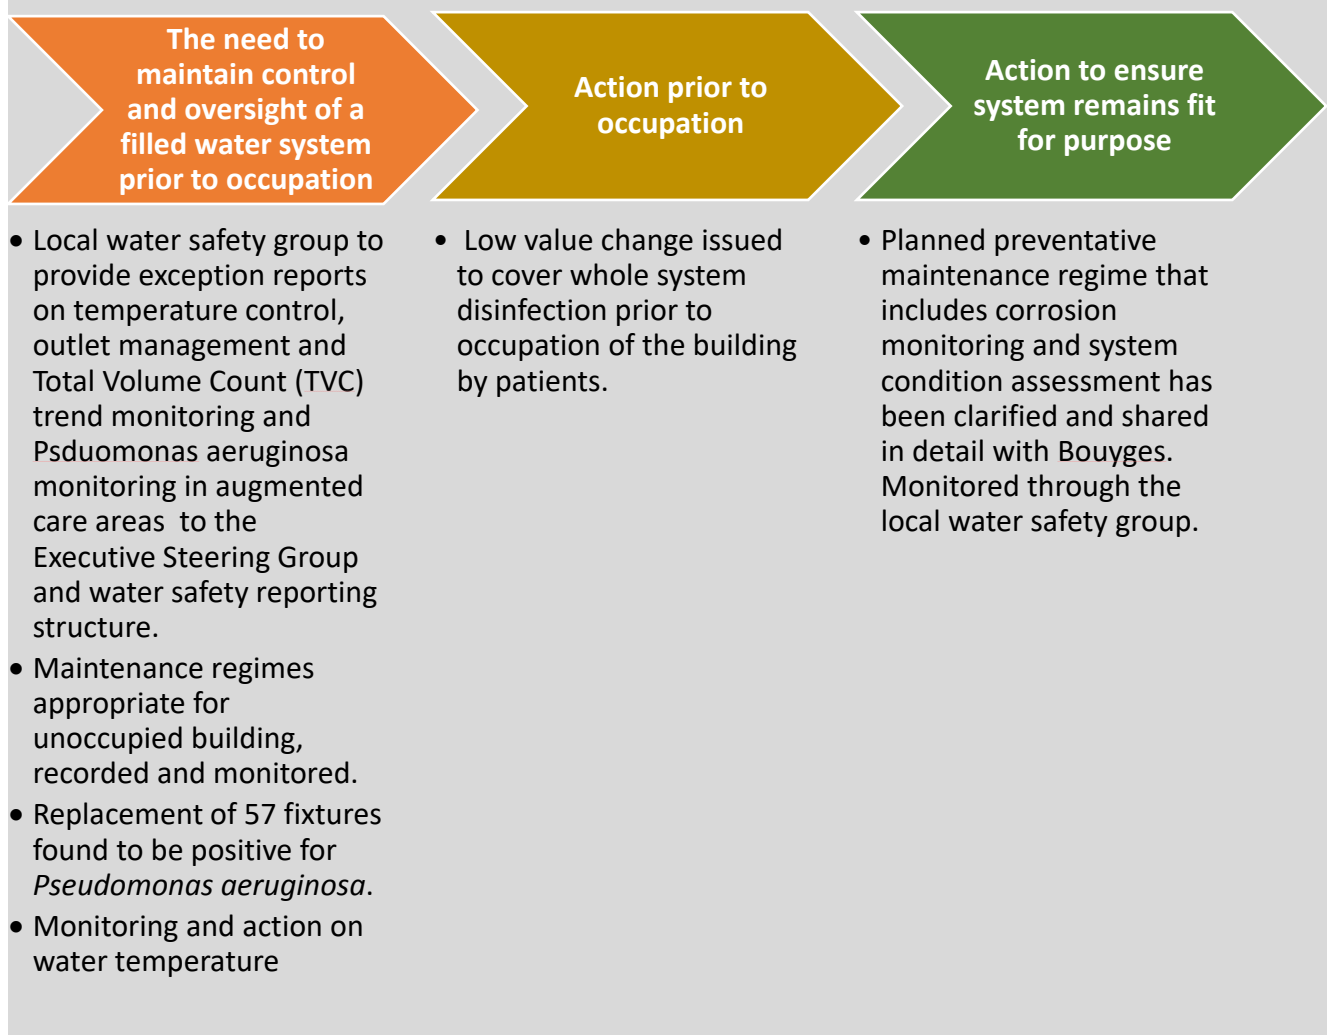 The need to
maintain control
and oversight of a
filled water system
prior to occupation
• Local water safety group to
provide exception reports
on temperature control,
outlet management and
Total Volume Count (TVC)
trend monitoring and
Psduomonas aeruginosa
monitoring in augmented
care areas to the
Executive Steering Group
and water safety reporting
structure.
• Maintenance regimes
appropriate for
unoccupied building,
recorded and monitored.
• Replacement of 57 fixtures
found to be positive for
Pseudomonas aeruginosa.
• Monitoring and action on
water temperature
Action prior to
occupation
• Low value change issued
to cover whole system
disinfection prior to
occupation of the building
by patients.
Action to ensure
system remains fit
for purpose
• Planned preventative
maintenance regime that
includes corrosion
monitoring and system
condition assessment has
been clarified and shared
in detail with Bouyges.
Monitored through the
local water safety group.